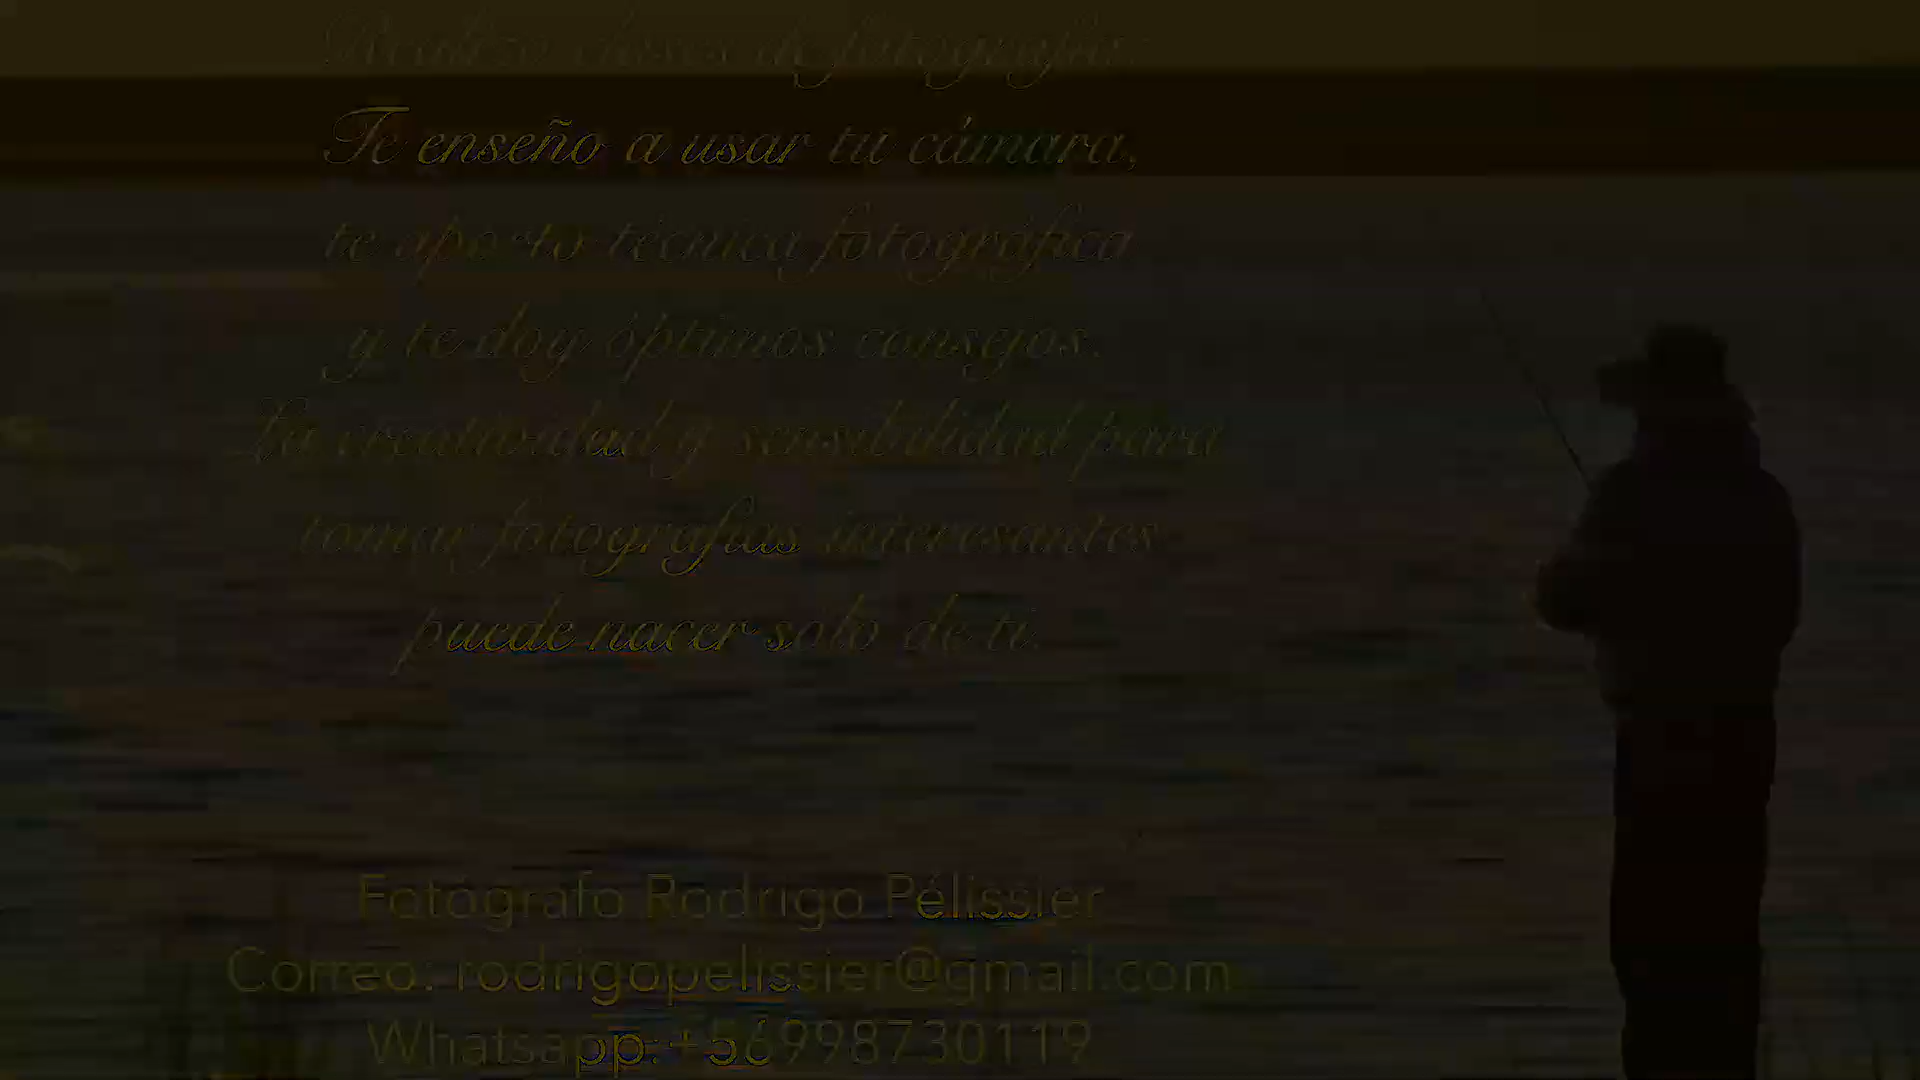 Realizo clases de fotografía:
Te enseño a usar tu cámara,
te aporto técnica fotográfica
y te doy óptimos consejos.
La creatividad y sensibilidad para
tomar fotografías interesantes
puede nacer solo de ti.
Fotógrafo Rodrigo Pélissier
Correo: rodrigopelissier@gmail.com
Whatsapp:+56998730119